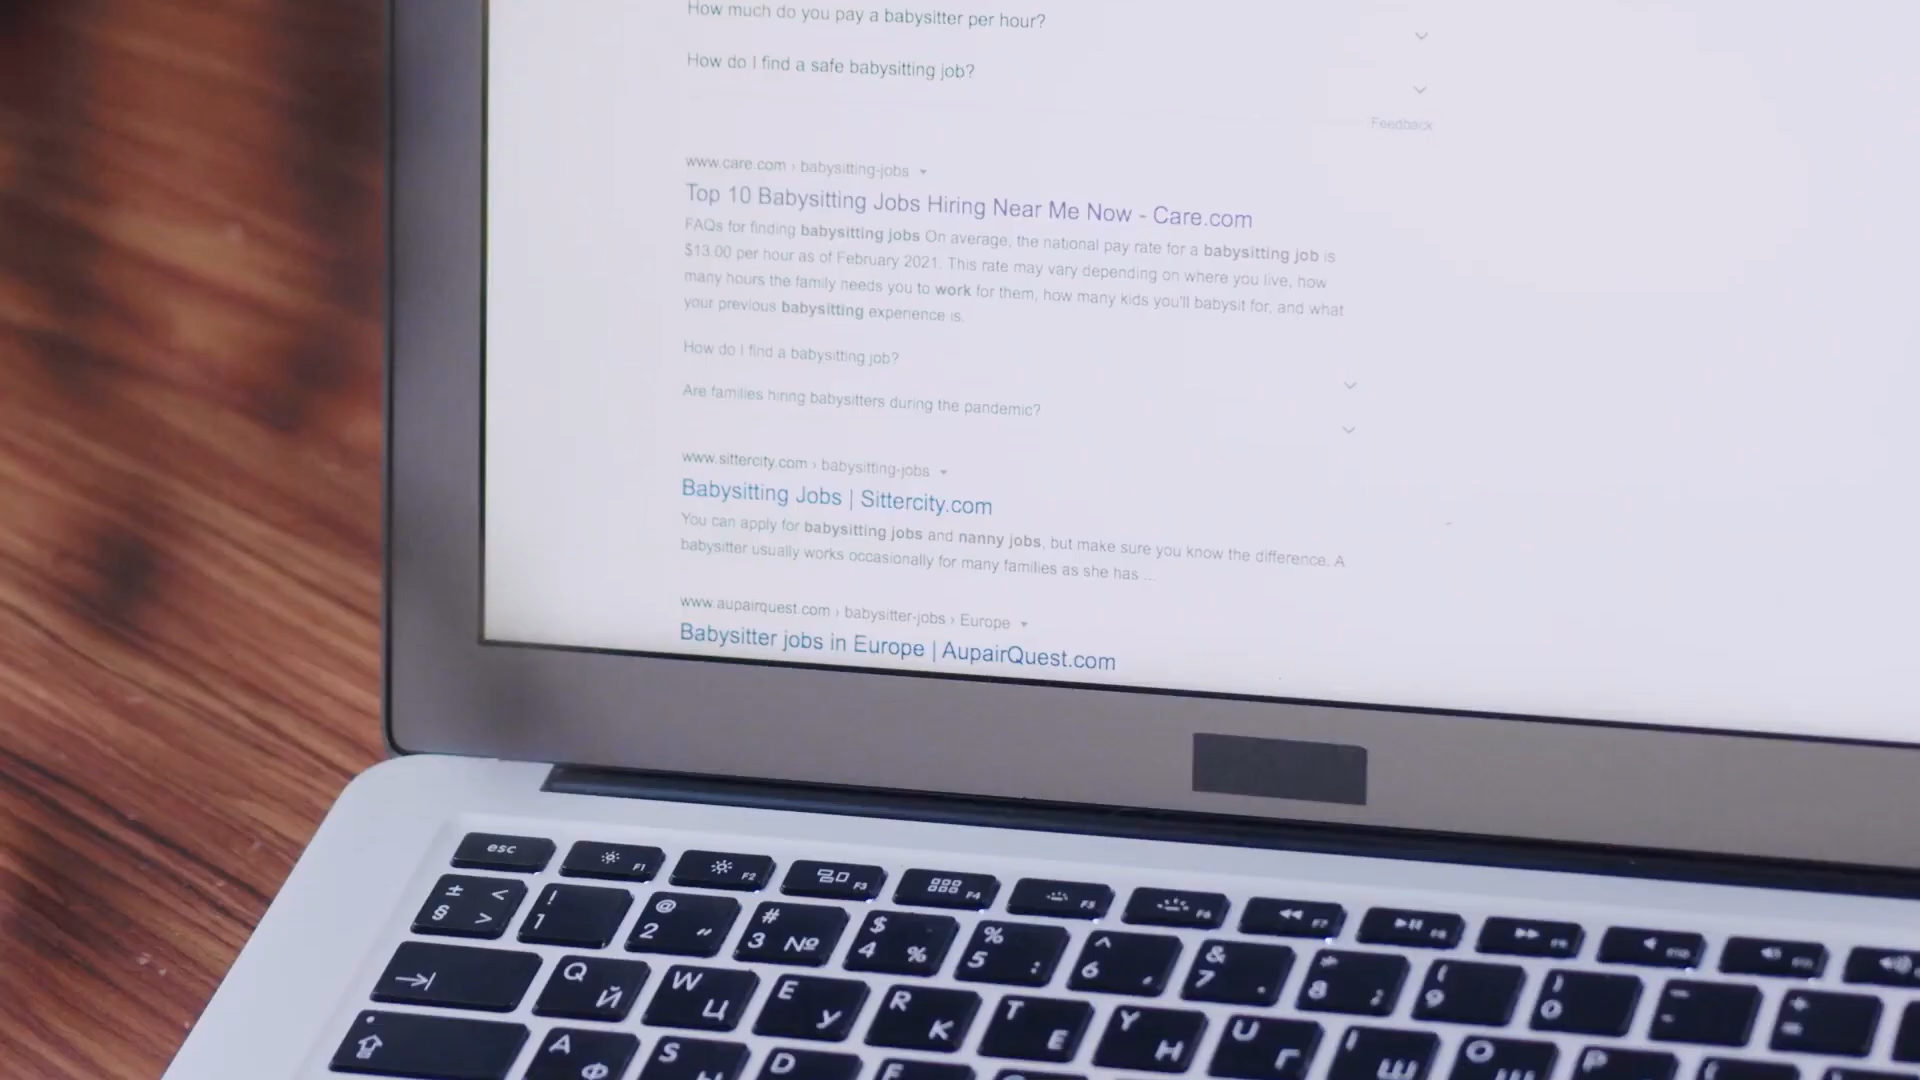 How much do you pay a babysitter per hour?
How do I find a safe babysitting job?
Feedback
www.care.com › babysitting-jobs
Top 10 Babysitting Jobs Hiring Near Me Now - Care.com
FAQs for finding babysitting jobs On average, the national pay rate for a babysitting job is
$13.00 per hour as of February 2021. This rate may vary depending on where you live, how
many hours the family needs you to work for them, how many kids you'll babysit for, and what
your previous babysitting experience is.
How do I find a babysitting job?
Are families hiring babysitters during the pandemic?
www.sittercity.com › babysitting-jobs
Babysitting Jobs | Sittercity.com
You can apply for babysitting jobs and nanny jobs, but make sure you know the difference. A
babysitter usually works occasionally for many families as she has ...
www.aupairquest.com › babysitter-jobs › Europe
Babysitter jobs in Europe | AupairQuest.com
esc F1 F2 F3 F4 F5 F6 F7
± < ! @ # $ % ^ & * ( )
§ > 1 2 " 3 № 4 % 5 : 6 , 7 . 8 ; 9 0
Q Й W Ц E У R К T Е Y Н U Г I Ш O Щ P
A Ф S Ы D F